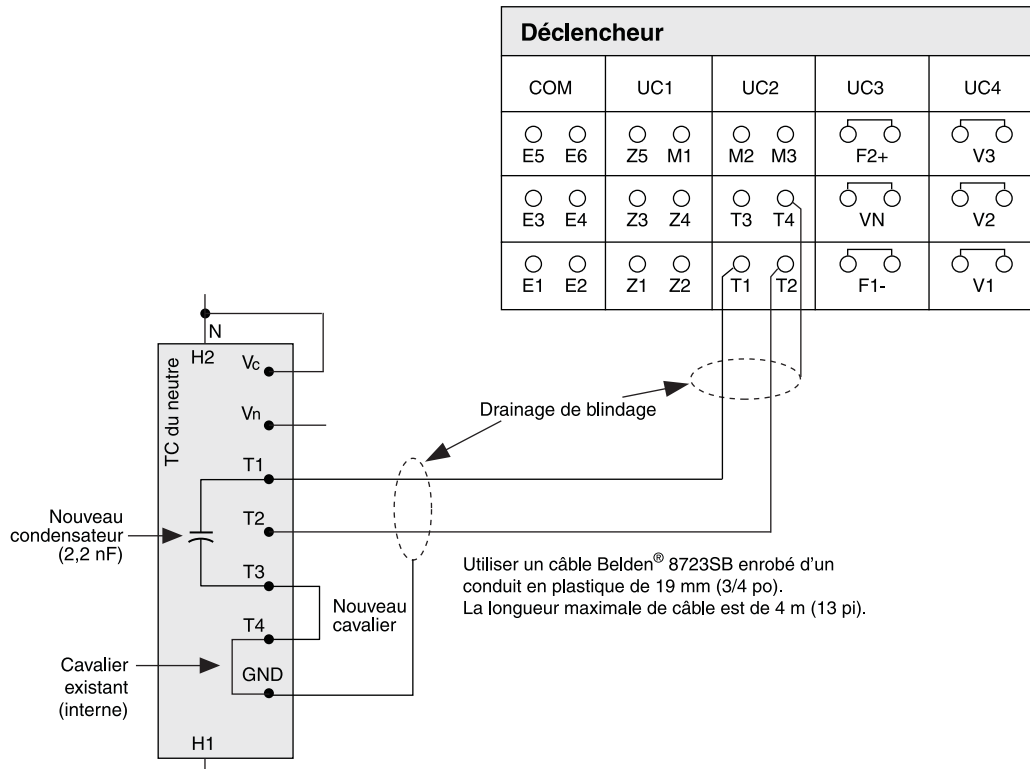 Déclencheur
COM UC1 UC2 UC3 UC4
E5 E6 Z5 M1 M2 M3 F2+ V3
E3 E4 Z3 Z4 T3 T4 VN V2
E1 E2 Z1 Z2 T1 T2 F1- V1
N
H2
TC du neutre
Vc
Vn
T1
T2
T3
T4
GND
H1
Drainage de blindage
Nouveau
condensateur
(2,2 nF)
Nouveau
cavalier
Cavalier
existant
(interne)
Utiliser un câble Belden® 8723SB enrobé d'un
conduit en plastique de 19 mm (3/4 po).
La longueur maximale de câble est de 4 m (13 pi).